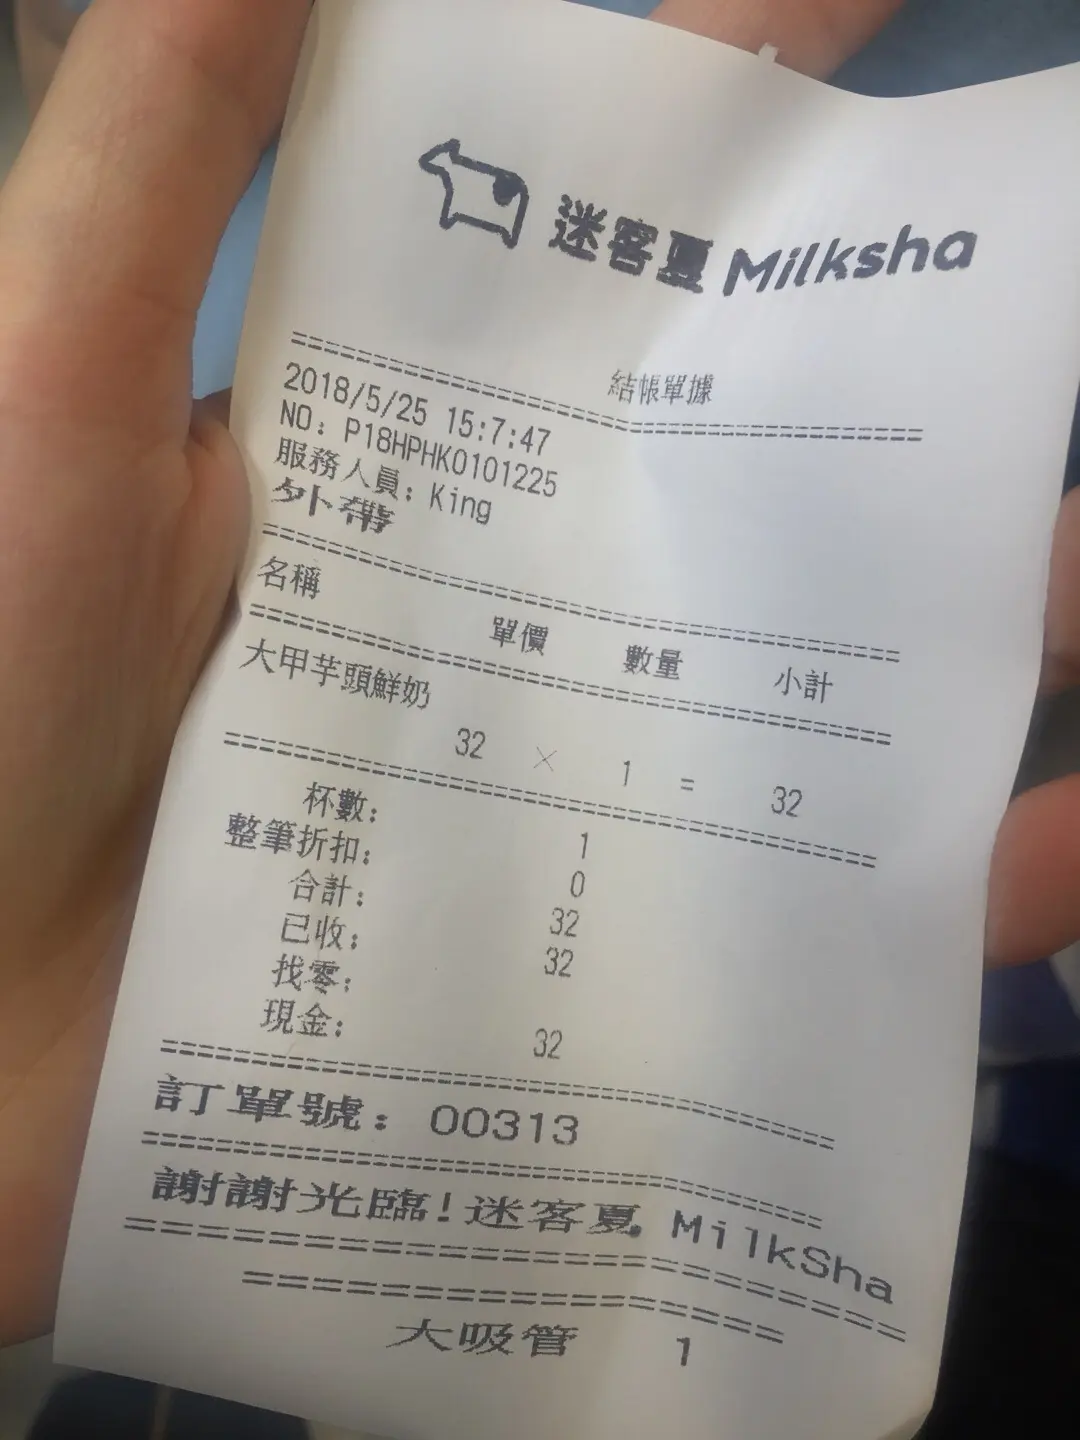 迷客夏 Milksha
結帳單據
==============================
2018/5/25 15:7:47
NO: P18HPHK0101225
服務人員: King
外帶
==============================
名稱 單價 數量 小計
==============================
大甲芋頭鮮奶
32 × 1 = 32
==============================
杯數: 1
整筆折扣: 0
合計: 32
已收: 32
找零:
現金: 32
==============================
訂單號: 00313
==============================
謝謝光臨!迷客夏 MilkSha
==============================
====================
大吸管 1